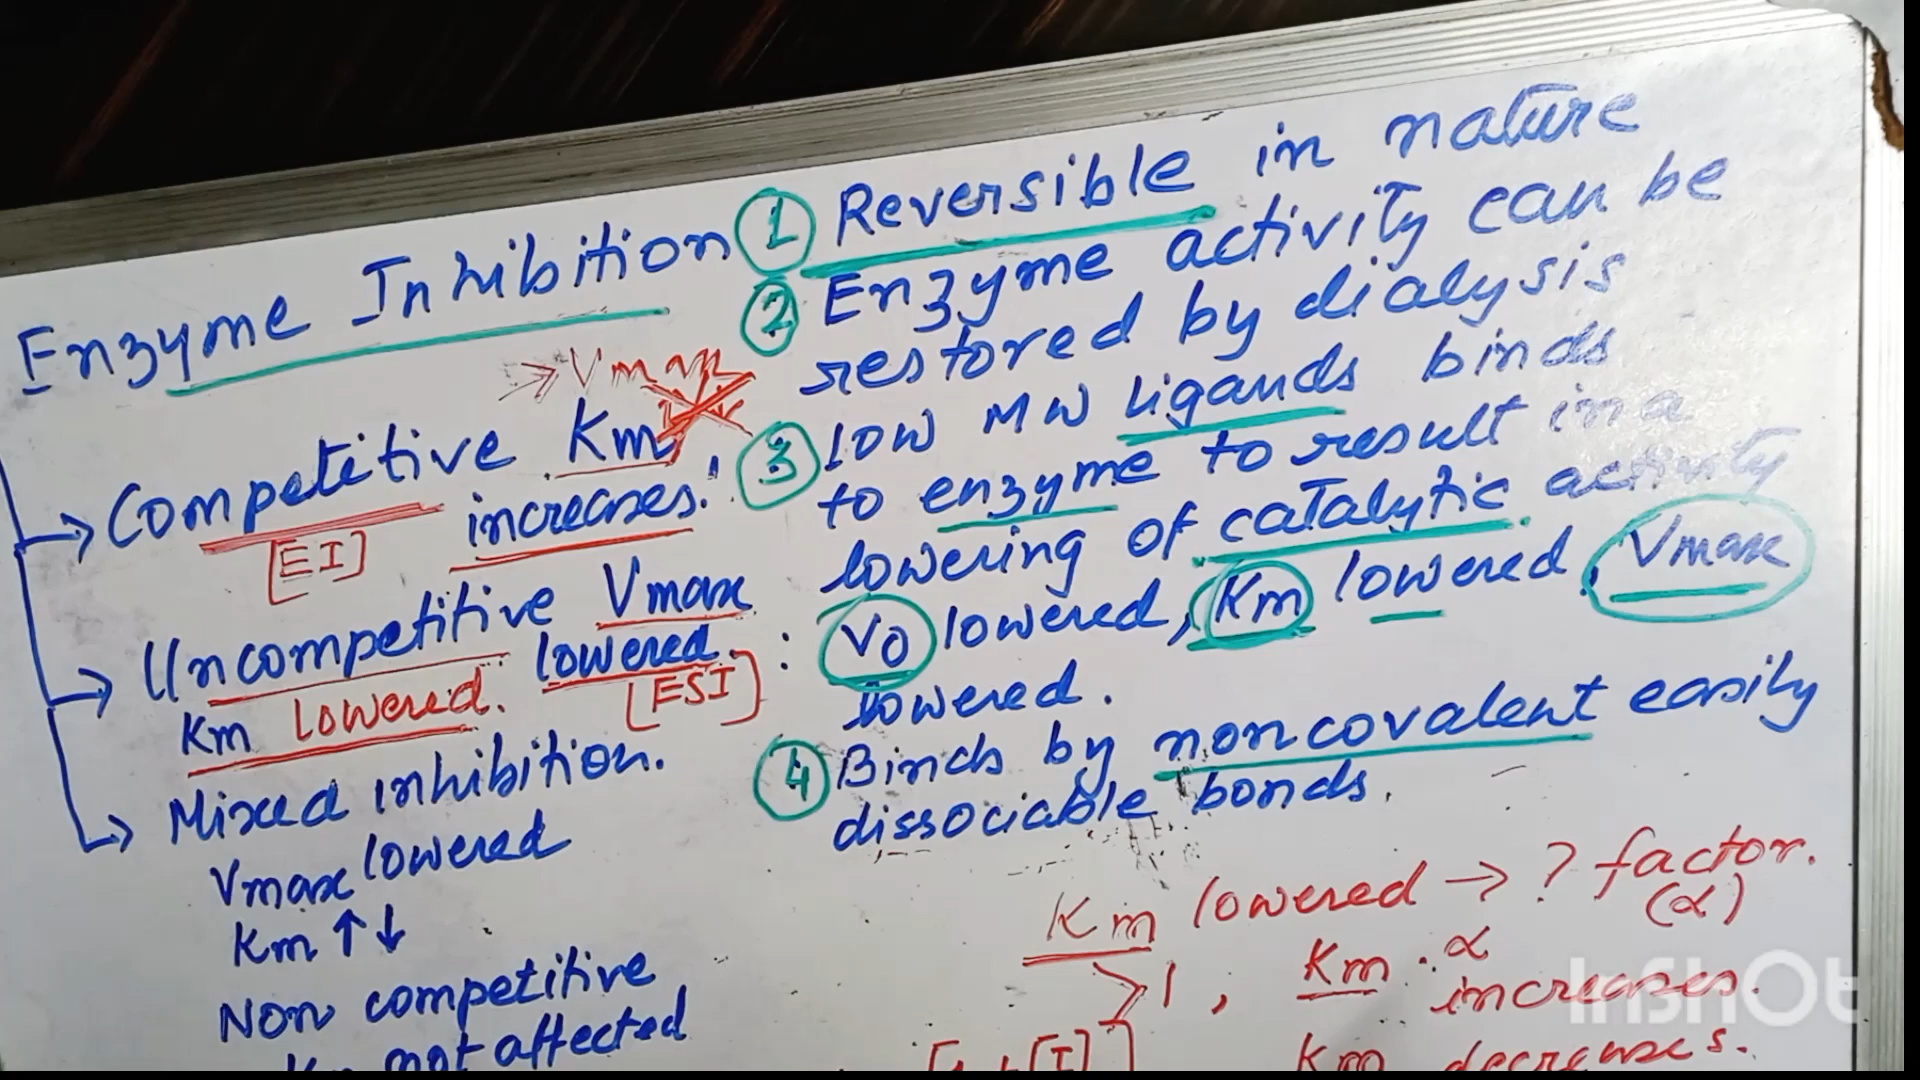 Enzyme Inhibition
→ Vmax
→ Competitive Km
[EI] increases.
→ Uncompetitive Vmax
Km lowered. lowered.
[ESI]
→ Mixed inhibition.
Vmax lowered
Km ↑↓
Non competitive
not affected
① Reversible in nature
② Enzyme activity can be
restored by dialysis
③ low MW ligands binds
to enzyme to result in a
lowering of catalytic activity
: Vo lowered, Km lowered, Vmax
lowered.
④ Binds by noncovalent easily
dissociable bonds.
Km lowered → ? factor.
(α)
>1, Km . α
increases.
[I]
Km decreases.
InShOt